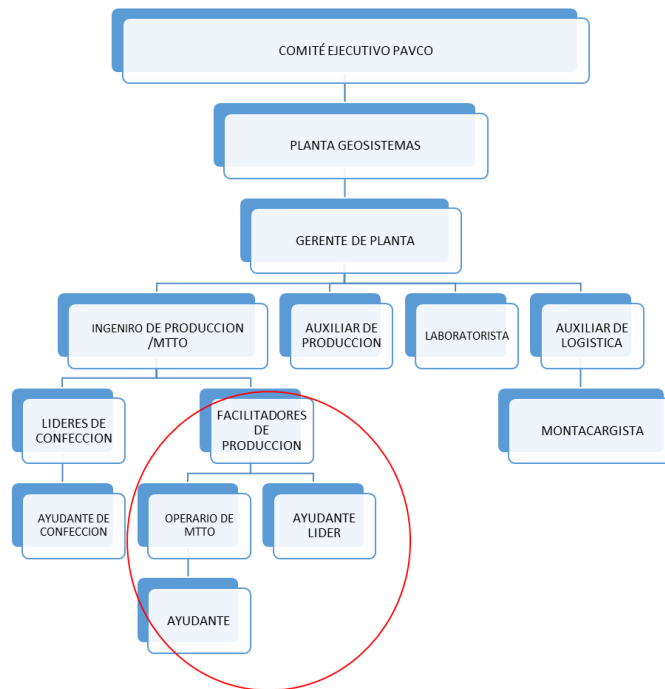 COMITÉ EJECUTIVO PAVCO
PLANTA GEOSISTEMAS
GERENTE DE PLANTA
INGENIRO DE PRODUCCION
/MTTO
AUXILIAR DE
PRODUCCION
LABORATORISTA
AUXILIAR DE
LOGISTICA
LIDERES DE
CONFECCION
FACILITADORES
DE
PRODUCCION
MONTACARGISTA
AYUDANTE DE
CONFECCION
OPERARIO DE
MTTO
AYUDANTE
LIDER
AYUDANTE